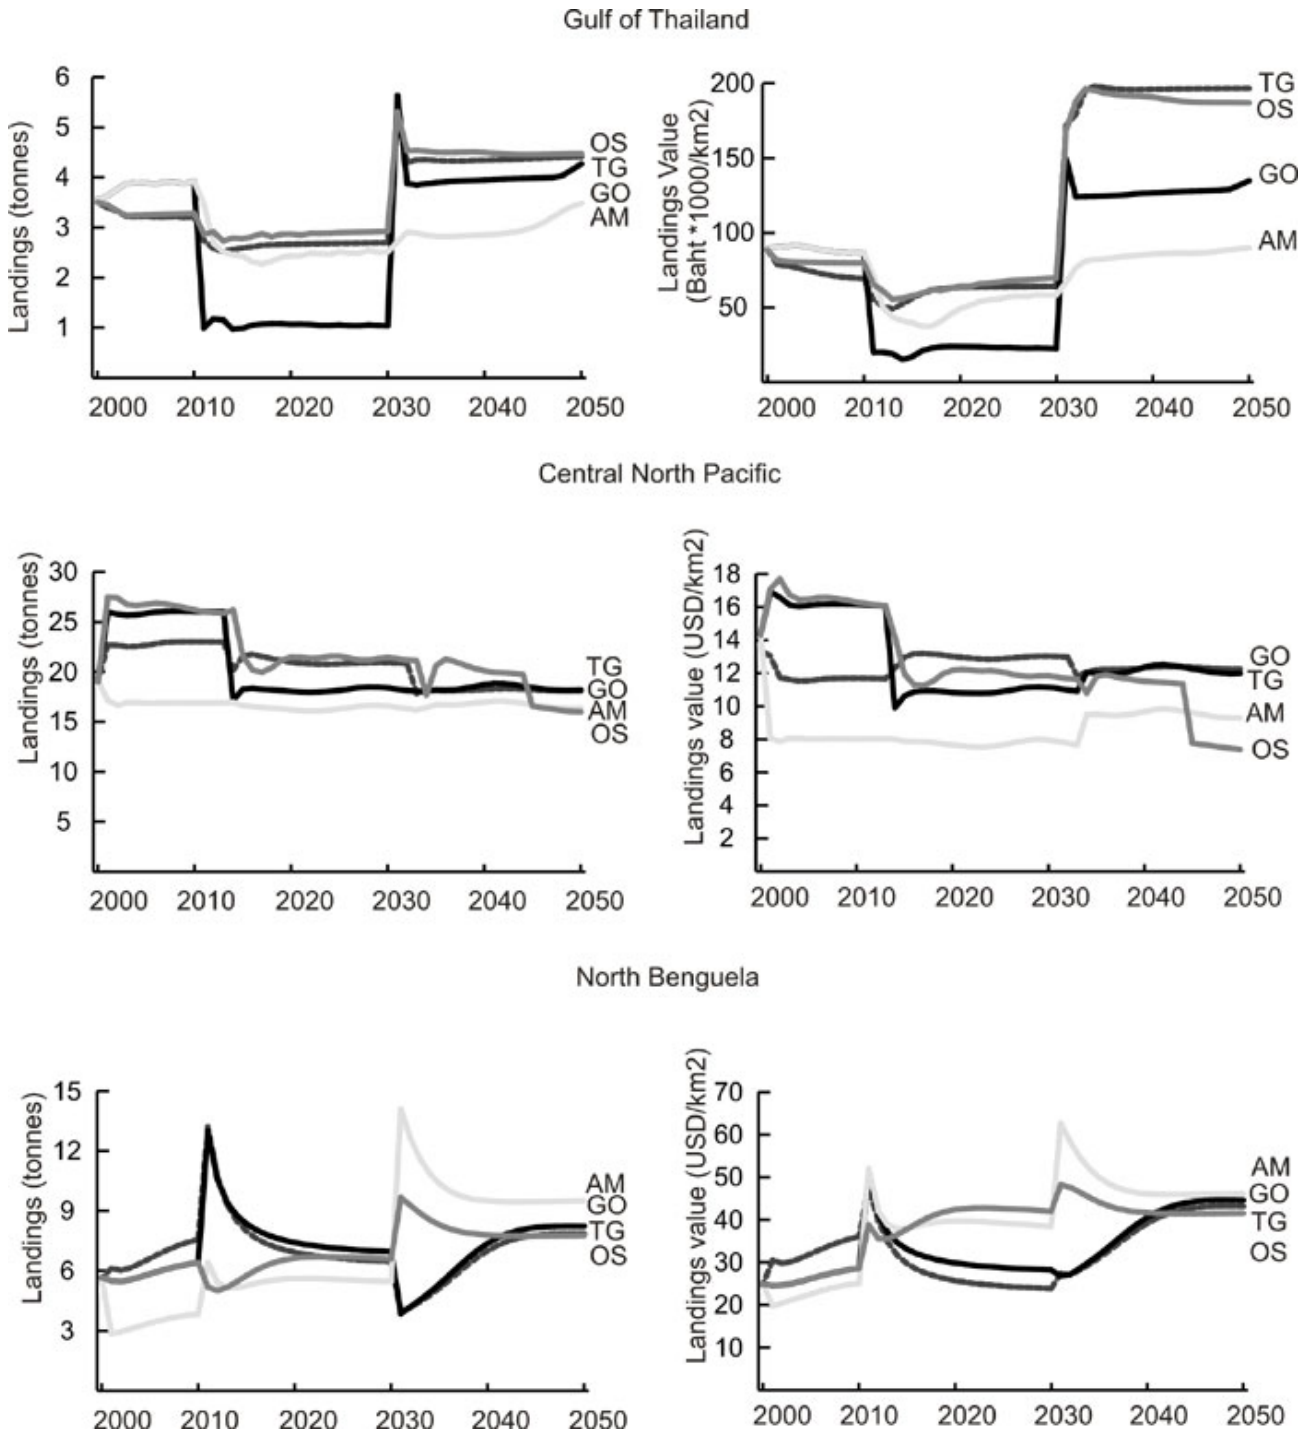 Gulf of Thailand
Landings (tonnes)
6
5
4
3
2
1
2000 2010 2020 2030 2040 2050
OS
TG
GO
AM
Landings Value
(Baht *1000/km2)
200
150
100
50
2000 2010 2020 2030 2040 2050
TG
OS
GO
AM
Central North Pacific
Landings (tonnes)
30
25
20
15
10
5
2000 2010 2020 2030 2040 2050
TG
GO
AM
OS
Landings value (USD/km2)
18
16
14
12
10
8
6
4
2
2000 2010 2020 2030 2040 2050
GO
TG
AM
OS
North Benguela
Landings (tonnes)
15
12
9
6
3
2000 2010 2020 2030 2040 2050
AM
GO
TG
OS
Landings value (USD/km2)
70
60
50
40
30
20
10
2000 2010 2020 2030 2040 2050
AM
GO
TG
OS